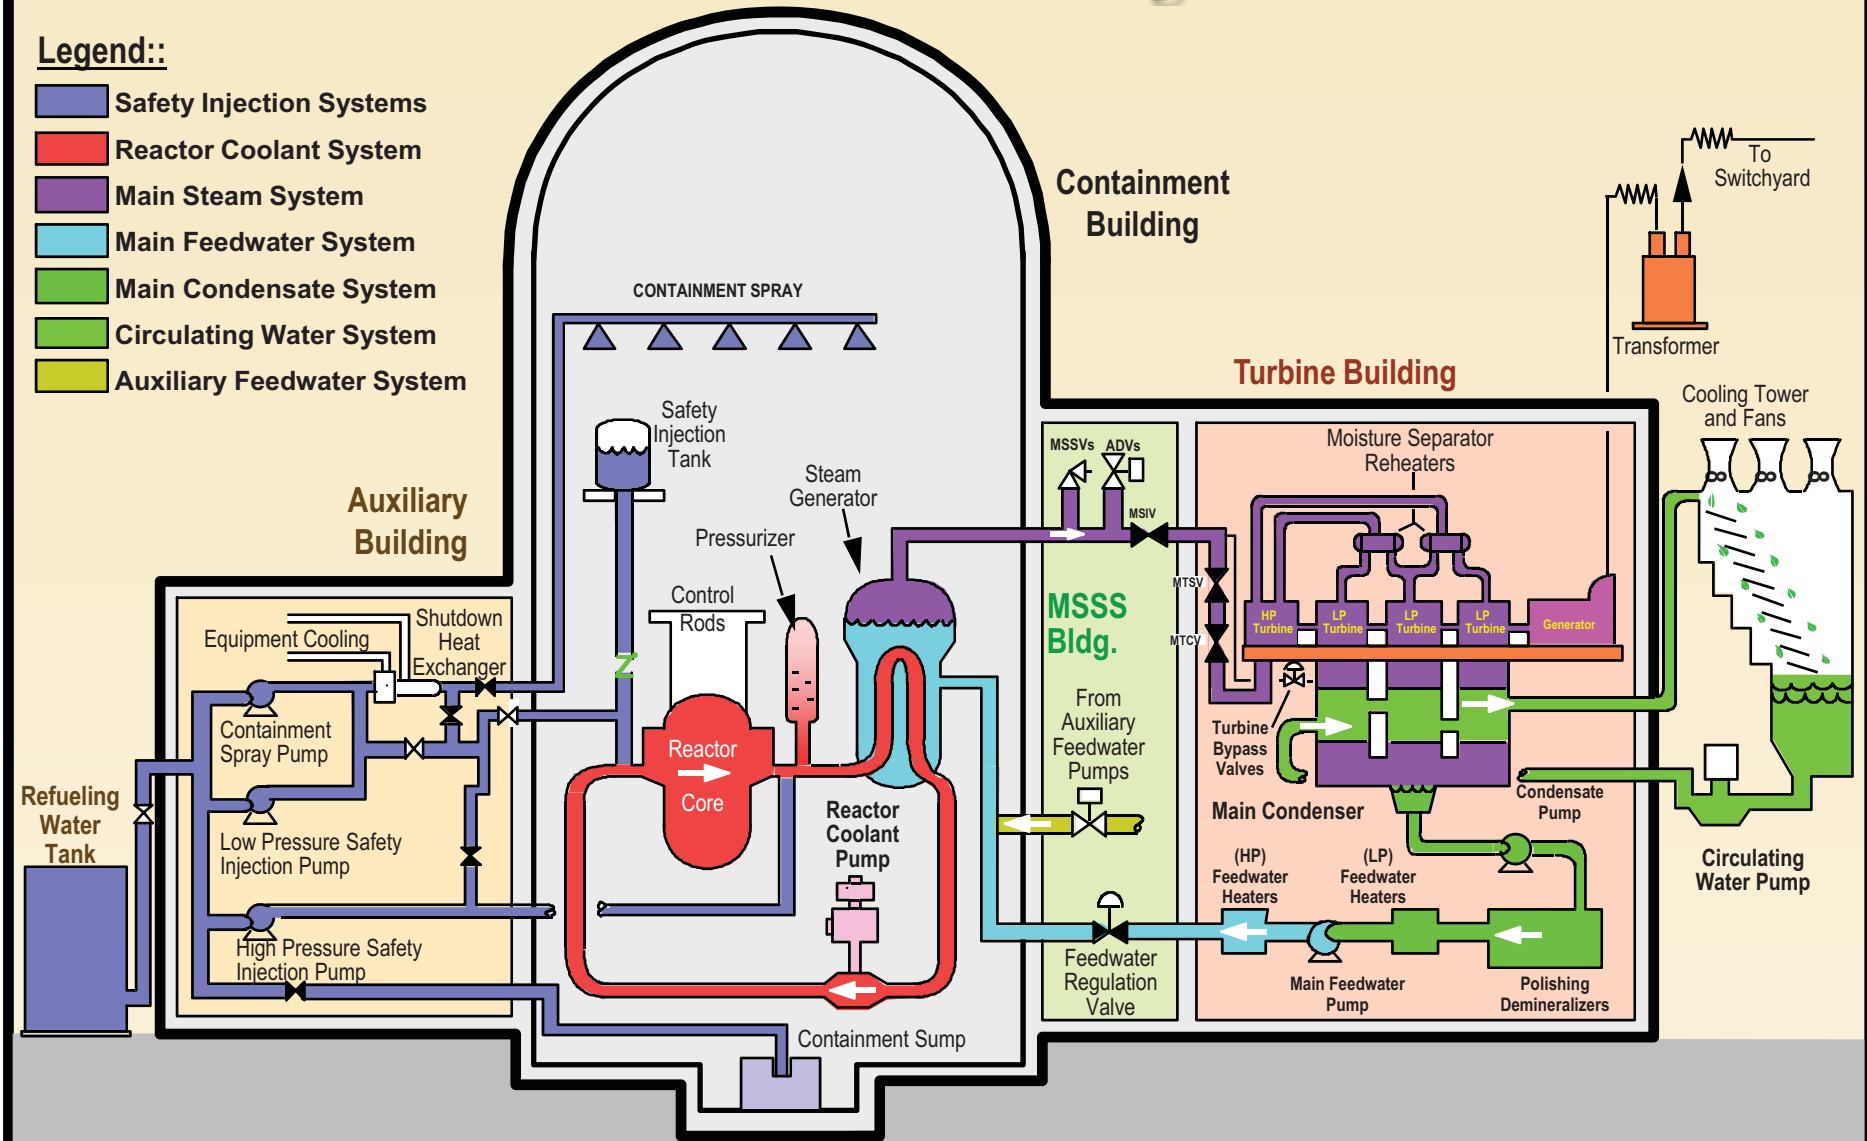 Legend::
Safety Injection Systems
Reactor Coolant System
Main Steam System
Main Feedwater System
Main Condensate System
Circulating Water System
Auxiliary Feedwater System
Containment
Building
To
Switchyard
Transformer
CONTAINMENT SPRAY
Turbine Building
Cooling Tower
and Fans
Safety
Injection
Tank
Steam
Generator
Pressurizer
Control
Rods
Auxiliary
Building
MSSVs
ADVs
MSIV
MTSV
MTCV
Moisture Separator
Reheaters
HP
Turbine
LP
Turbine
LP
Turbine
LP
Turbine
Generator
MSSS
Bldg.
Equipment Cooling
Shutdown
Heat
Exchanger
Containment
Spray Pump
Refueling
Water
Tank
Low Pressure Safety
Injection Pump
High Pressure Safety
Injection Pump
Reactor
Core
Reactor
Coolant
Pump
From
Auxiliary
Feedwater
Pumps
Turbine
Bypass
Valves
Main Condenser
Condensate
Pump
Circulating
Water Pump
(HP)
Feedwater
Heaters
(LP)
Feedwater
Heaters
Feedwater
Regulation
Valve
Main Feedwater
Pump
Polishing
Demineralizers
Containment Sump